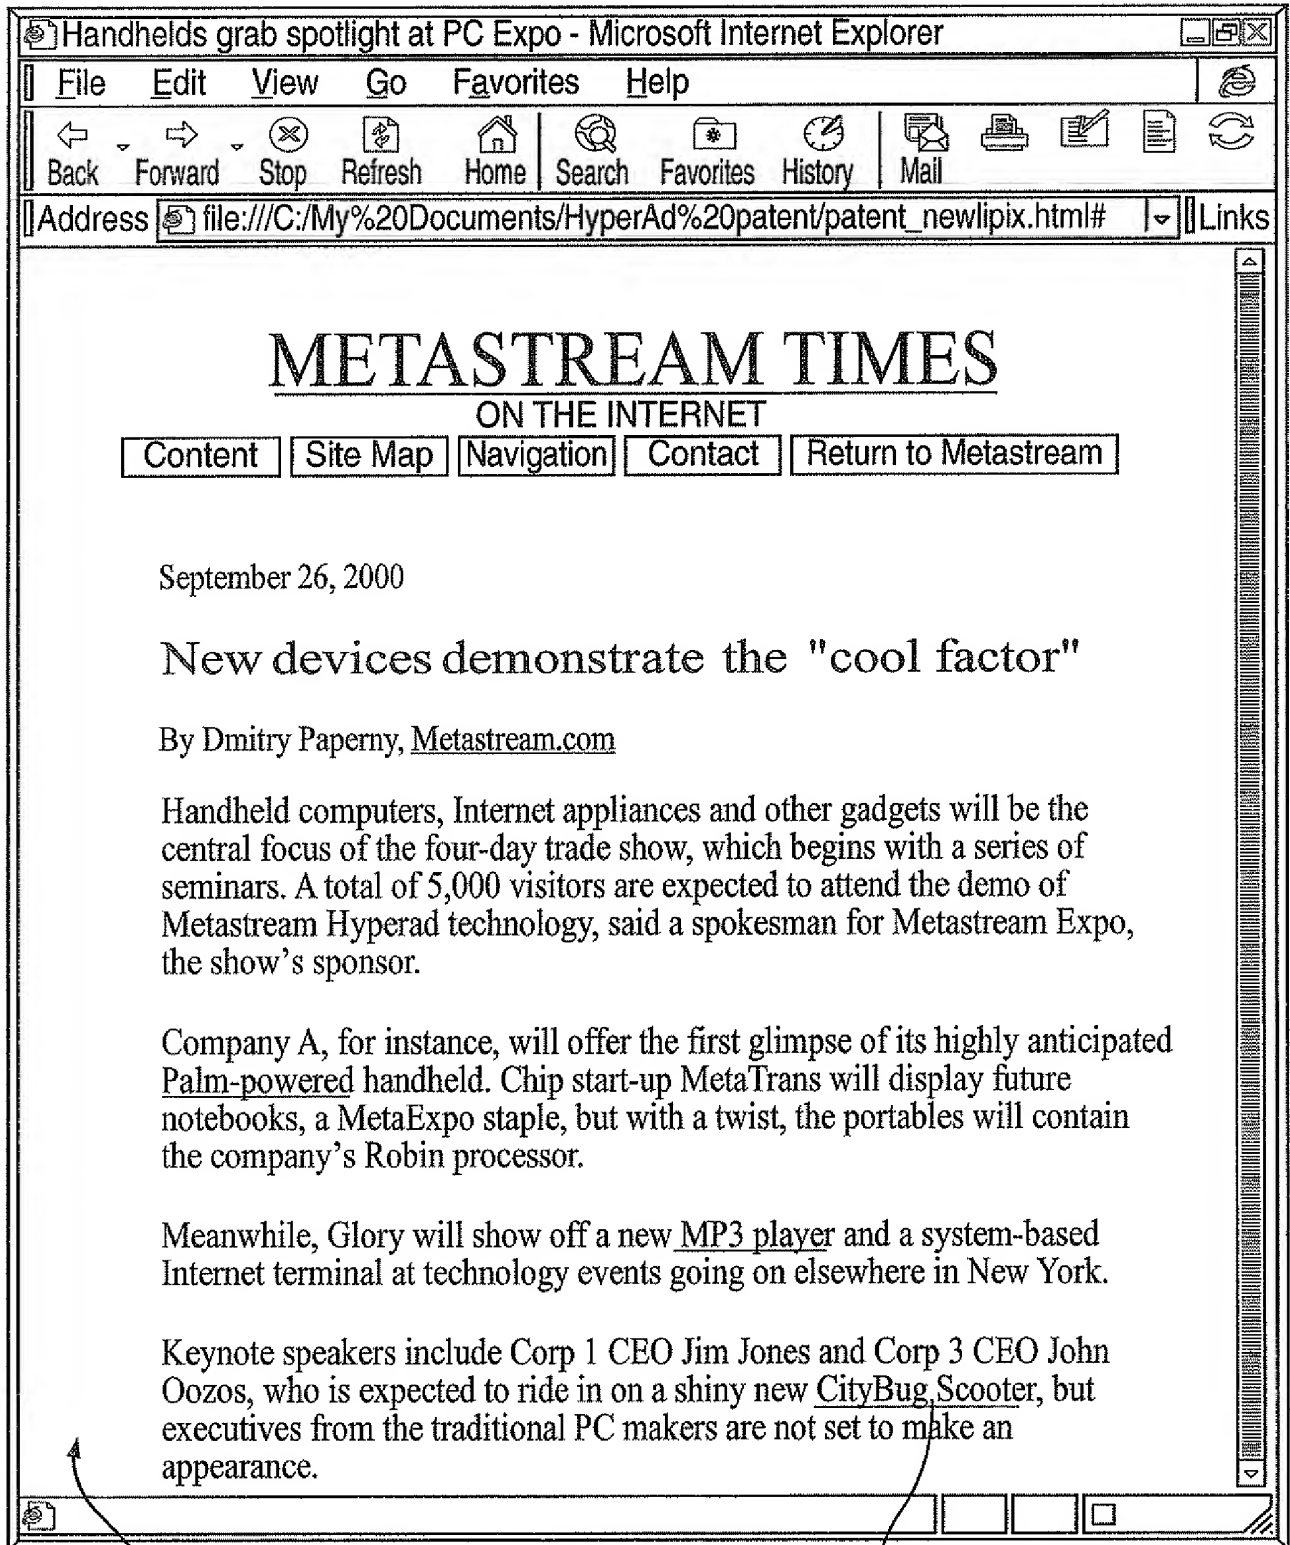 Handhelds grab spotlight at PC Expo - Microsoft Internet Explorer
File Edit View Go Favorites Help
Back Forward Stop Refresh Home Search Favorites History Mail
Address file:///C:/My%20Documents/HyperAd%20patent/patent_newlipix.html# Links
METASTREAM TIMES
ON THE INTERNET
Content Site Map Navigation Contact Return to Metastream
September 26, 2000
New devices demonstrate the "cool factor"
By Dmitry Paperny, Metastream.com
Handheld computers, Internet appliances and other gadgets will be the
central focus of the four-day trade show, which begins with a series of
seminars. A total of 5,000 visitors are expected to attend the demo of
Metastream Hyperad technology, said a spokesman for Metastream Expo,
the show's sponsor.
Company A, for instance, will offer the first glimpse of its highly anticipated
Palm-powered handheld. Chip start-up MetaTrans will display future
notebooks, a MetaExpo staple, but with a twist, the portables will contain
the company's Robin processor.
Meanwhile, Glory will show off a new MP3 player and a system-based
Internet terminal at technology events going on elsewhere in New York.
Keynote speakers include Corp 1 CEO Jim Jones and Corp 3 CEO John
Oozos, who is expected to ride in on a shiny new CityBug Scooter, but
executives from the traditional PC makers are not set to make an
appearance.